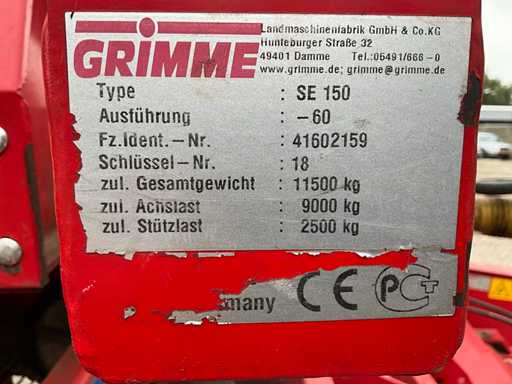 GRIMME
Landmaschinenfabrik GmbH & Co.KG
Hunteburger Straße 32
49401 Damme Tel.:05491/666-0
www.grimme.de; grimme@grimme.de
Type : SE 150
Ausführung : -60
Fz.Ident.-Nr. : 41602159
Schlüssel-Nr. : 18
zul. Gesamtgewicht : 11500 kg
zul. Achslast : 9000 kg
zul. Stützlast : 2500 kg
many CE PCT